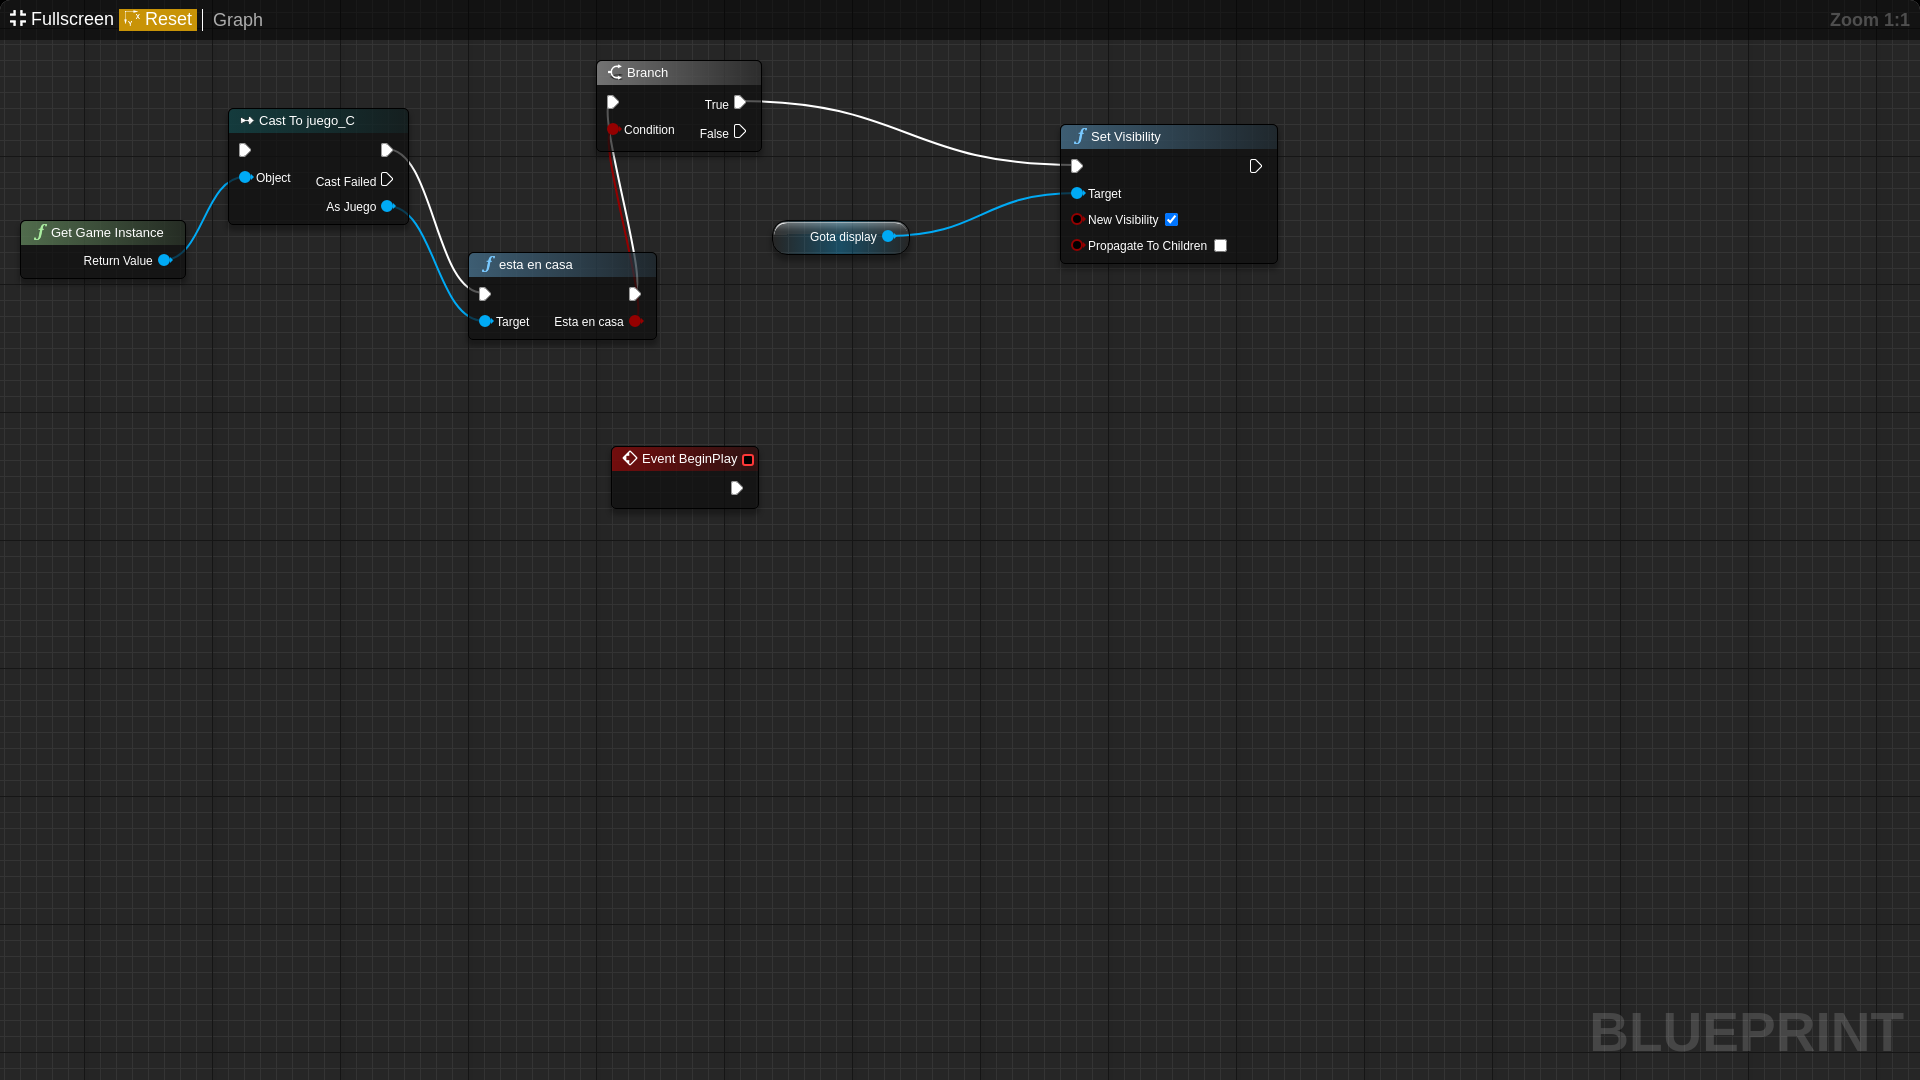 Fullscreen Reset Graph Zoom 1:1
Branch
True
Condition
False
Cast To juego_C
Object
Cast Failed
As Juego
Set Visibility
Target
New Visibility
Propagate To Children
Get Game Instance
Return Value
Gota display
esta en casa
Target Esta en casa
Event BeginPlay
BLUEPRINT